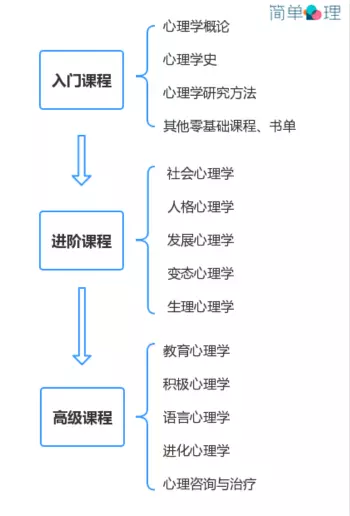 简单心理
心理学概论
心理学史
入门课程
心理学研究方法
其他零基础课程、书单
社会心理学
人格心理学
进阶课程
发展心理学
变态心理学
生理心理学
教育心理学
积极心理学
高级课程
语言心理学
进化心理学
心理咨询与治疗